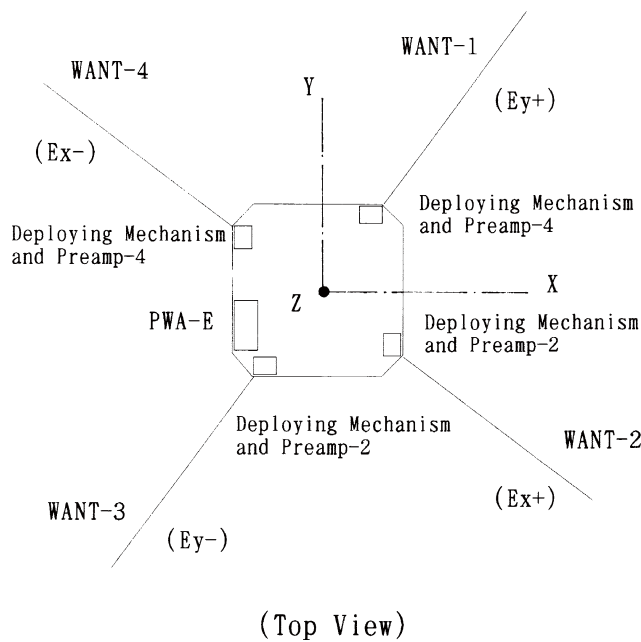 WANT-1
WANT-4
Y
(Ey+)
(Ex-)
Deploying Mechanism
and Preamp-4
Deploying Mechanism
and Preamp-4
X
Z
PWA-E
Deploying Mechanism
and Preamp-2
Deploying Mechanism
and Preamp-2
WANT-2
(Ex+)
WANT-3
(Ey-)
(Top View)